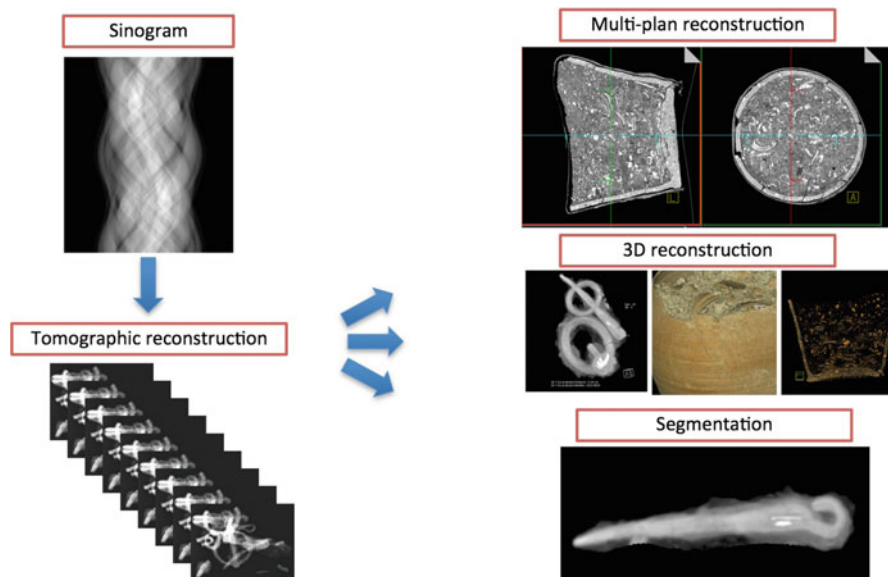 Sinogram
Tomographic reconstruction
Multi-plan reconstruction
L
A
3D reconstruction
Segmentation